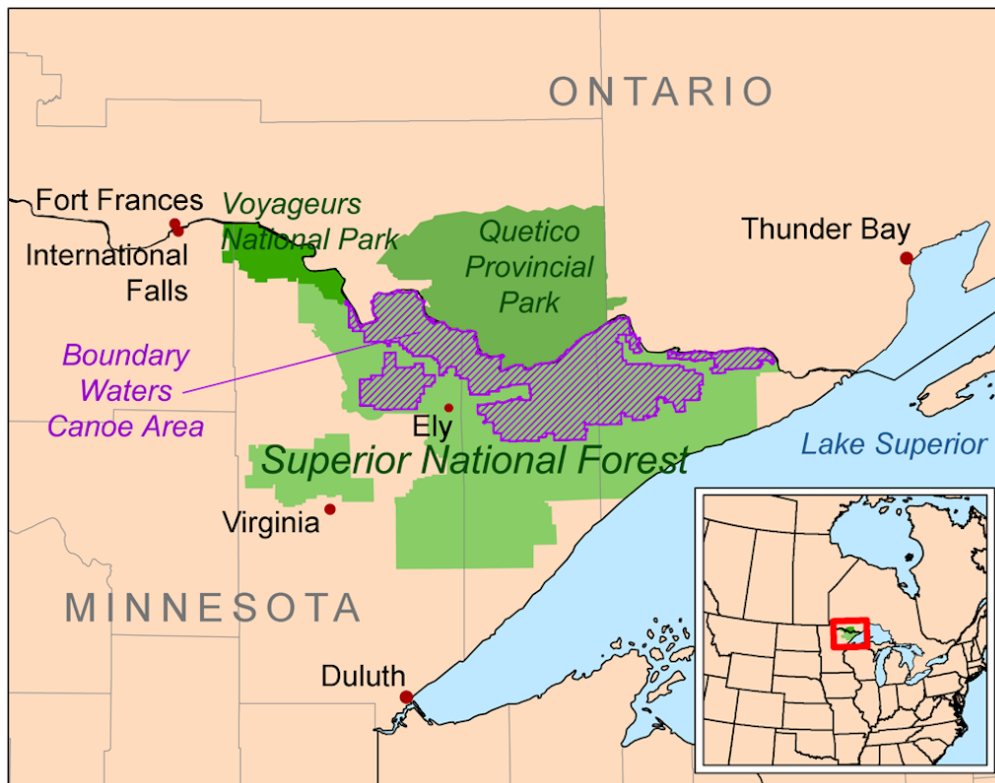 ONTARIO
Fort Frances
International
Falls
Voyageurs
National Park
Quetico
Provincial
Park
Thunder Bay
Boundary
Waters
Canoe Area
Ely
Superior National Forest
Lake Superior
Virginia
MINNESOTA
Duluth